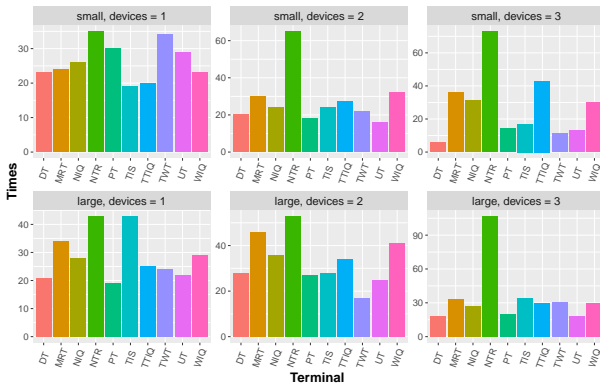 small, devices = 1
small, devices = 2
small, devices = 3
30
20
10
0
60
40
20
0
60
40
20
0
DT MRT NIQ NTR PT TIS TTIQ TWT UT WIQ
DT MRT NIQ NTR PT TIS TTIQ TWT UT WIQ
DT MRT NIQ NTR PT TIS TTIQ TWT UT WIQ
Times
large, devices = 1
large, devices = 2
large, devices = 3
40
30
20
10
0
40
20
0
90
60
30
0
DT MRT NIQ NTR PT TIS TTIQ TWT UT WIQ
DT MRT NIQ NTR PT TIS TTIQ TWT UT WIQ
DT MRT NIQ NTR PT TIS TTIQ TWT UT WIQ
Terminal